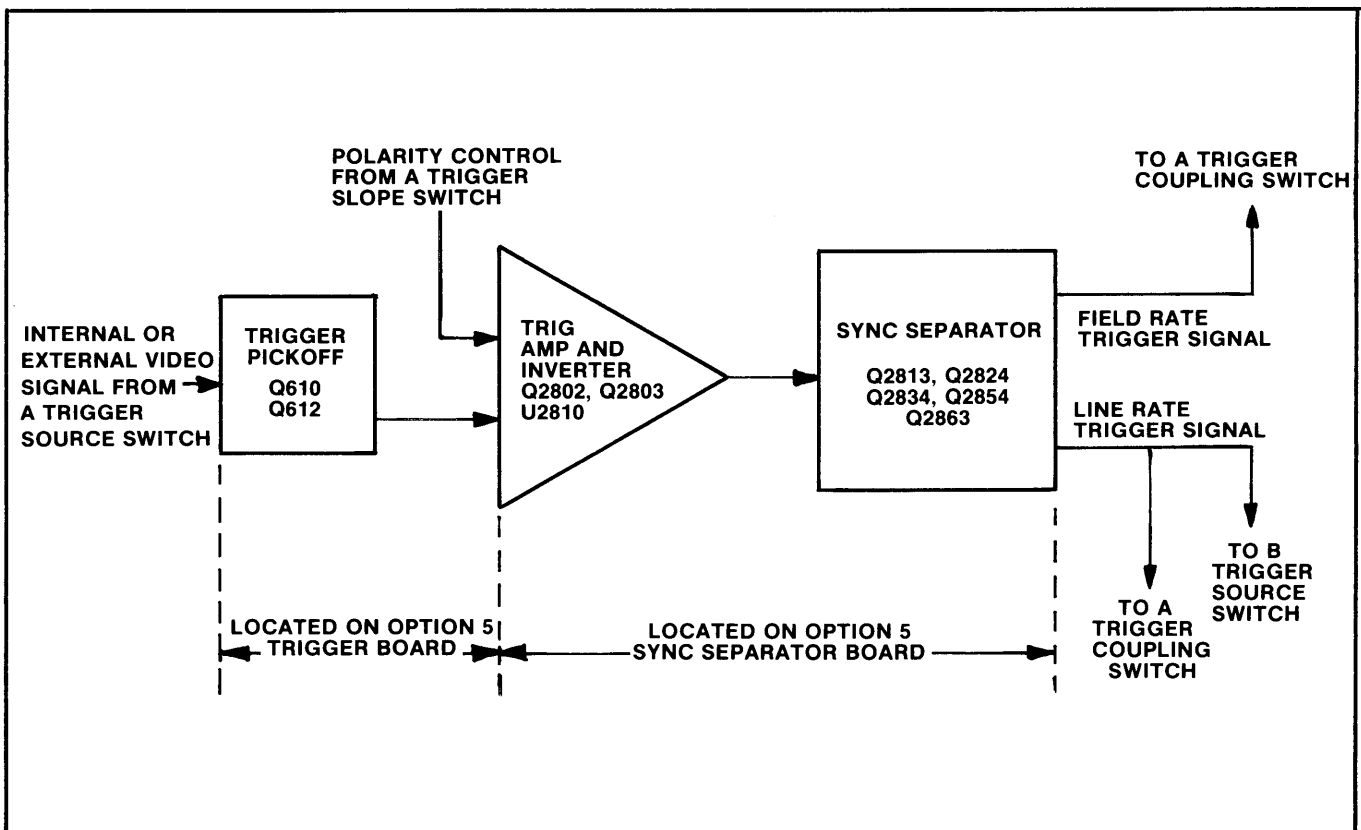 POLARITY CONTROL
FROM A TRIGGER
SLOPE SWITCH
TO A TRIGGER
COUPLING SWITCH
INTERNAL OR
EXTERNAL VIDEO
SIGNAL FROM
A TRIGGER
SOURCE SWITCH
TRIGGER
PICKOFF
Q610
Q612
TRIG
AMP AND
INVERTER
Q2802, Q2803
U2810
SYNC SEPARATOR
Q2813, Q2824
Q2834, Q2854
Q2863
FIELD RATE
TRIGGER SIGNAL
LINE RATE
TRIGGER SIGNAL
TO B
TRIGGER
SOURCE
SWITCH
TO A
TRIGGER
COUPLING
SWITCH
LOCATED ON OPTION 5
TRIGGER BOARD
LOCATED ON OPTION 5
SYNC SEPARATOR BOARD